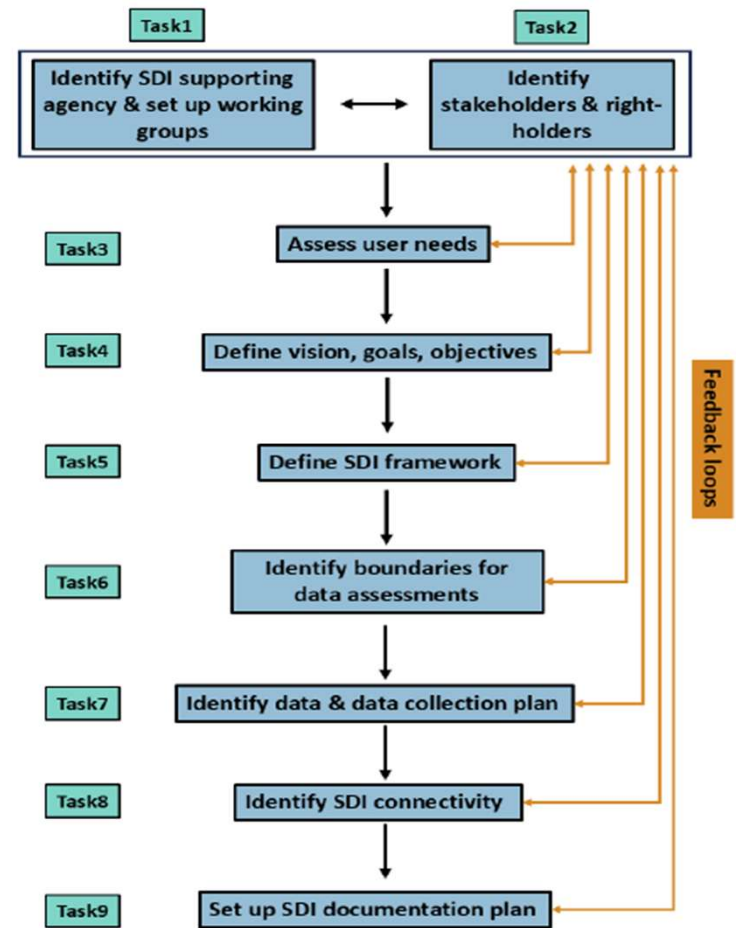 Task1
Task2
Identify SDI supporting
agency & set up working
groups
Identify
stakeholders & right-
holders
Task3
Assess user needs
Task4
Define vision, goals, objectives
Feedback loops
Task5
Define SDI framework
Task6
Identify boundaries for
data assessments
Task7
Identify data & data collection plan
Task8
Identify SDI connectivity
Task9
Set up SDI documentation plan